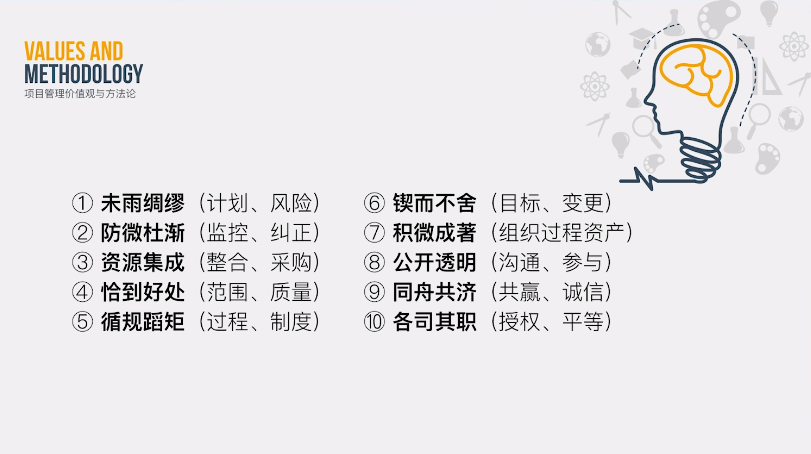 VALUES AND
METHODOLOGY
项目管理价值观与方法论
① 未雨绸缪（计划、风险）
② 防微杜渐（监控、纠正）
③ 资源集成（整合、采购）
④ 恰到好处（范围、质量）
⑤ 循规蹈矩（过程、制度）
⑥ 锲而不舍（目标、变更）
⑦ 积微成著（组织过程资产）
⑧ 公开透明（沟通、参与）
⑨ 同舟共济（共赢、诚信）
⑩ 各司其职（授权、平等）